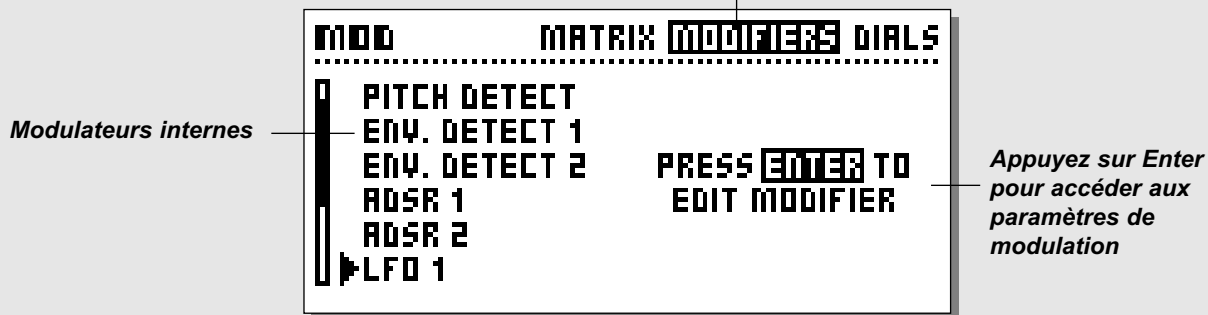 MOD MATRIX MODIFIERS DIALS
PITCH DETECT
Modulateurs internes
ENV. DETECT 1
ENV. DETECT 2
ADSR 1
ADSR 2
LFO 1
PRESS ENTER TO
EDIT MODIFIER
Appuyez sur Enter
pour accéder aux
paramètres de
modulation